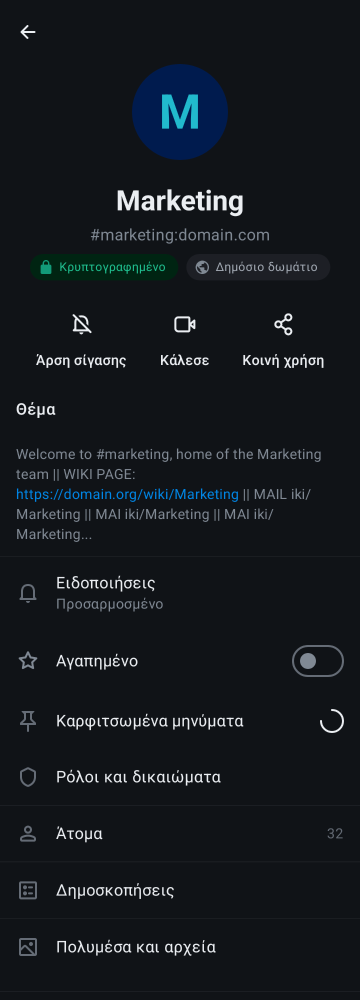 M
Marketing
#marketing:domain.com
Κρυπτογραφημένο
Δημόσιο δωμάτιο
Άρση σίγασης
Κάλεσε
Κοινή χρήση
Θέμα
Welcome to #marketing, home of the Marketing
team || WIKI PAGE:
https://domain.org/wiki/Marketing || MAIL iki/
Marketing || MAI iki/Marketing || MAI iki/
Marketing...
Ειδοποιήσεις
Προσαρμοσμένο
Αγαπημένο
Καρφιτσωμένα μηνύματα
Ρόλοι και δικαιώματα
Άτομα
32
Δημοσκοπήσεις
Πολυμέσα και αρχεία